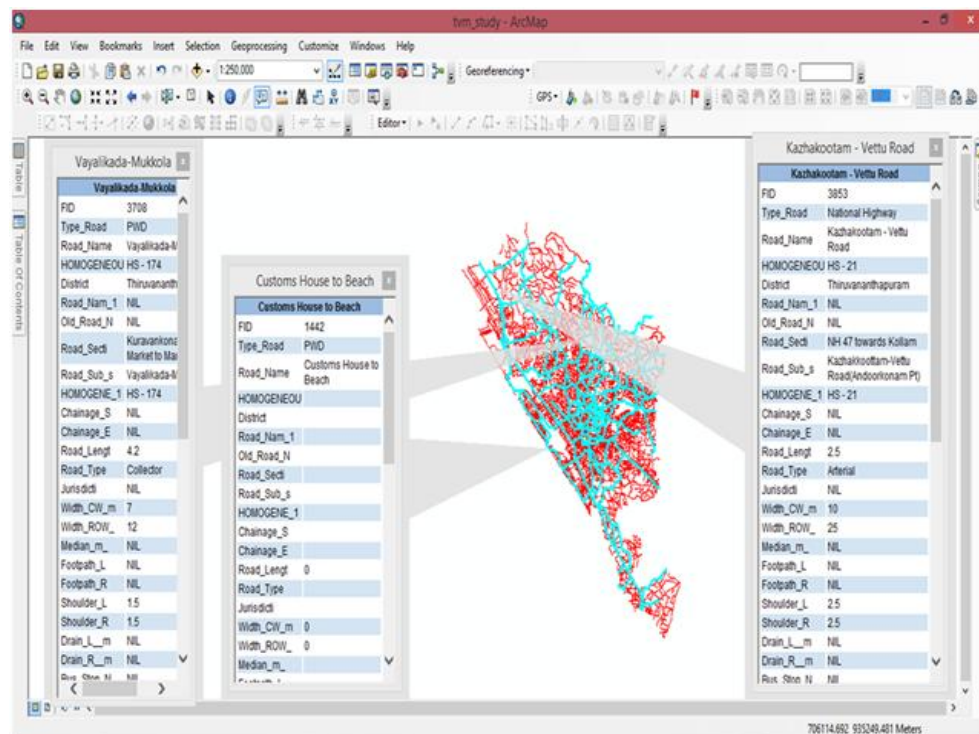 tvm_study - ArcMap
File Edit View Bookmarks Insert Selection Geoprocessing Customize Windows Help
1:250,000 Georeferencing
GPS
Editor
Table
Table Of Contents
Vayalikada-Mukkola
Vayalikada-Mukkola
FID 3708
Type_Road PWD
Road_Name Vayalikada-M
HOMOGENEOU HS - 174
District Thiruvananth
Road_Nam_1 NIL
Old_Road_N NIL
Road_Secti Kuravankona
Market to Ma
Road_Sub_s Vayalikada-M
HOMOGENE_1 HS - 174
Chainage_S NIL
Chainage_E NIL
Road_Lengt 4.2
Road_Type Collector
Jurisdicti NIL
Width_CW_m 7
Width_ROW_ 12
Median_m_ NIL
Footpath_L NIL
Footpath_R NIL
Shoulder_L 1.5
Shoulder_R 1.5
Drain_L__m NIL
Drain_R__m NIL
Bus_Stop_N NIL
Customs House to Beach
Customs House to Beach
FID 1442
Type_Road PWD
Road_Name Customs House to
Beach
HOMOGENEOU
District
Road_Nam_1
Old_Road_N
Road_Secti
Road_Sub_s
HOMOGENE_1
Chainage_S
Chainage_E
Road_Lengt 0
Road_Type
Jurisdicti
Width_CW_m 0
Width_ROW_ 0
Median_m_
Footpath_L
Kazhakootam - Vettu Road
Kazhakootam - Vettu Road
FID 3853
Type_Road National Highway
Road_Name Kazhakootam - Vettu
Road
HOMOGENEOU HS - 21
District Thiruvananthapuram
Road_Nam_1 NIL
Old_Road_N NIL
Road_Secti NH 47 towards Kollam
Road_Sub_s Kazhakkoottam-Vettu
Road(Andoorkonam Pt)
HOMOGENE_1 HS - 21
Chainage_S NIL
Chainage_E NIL
Road_Lengt 2.5
Road_Type Arterial
Jurisdicti NIL
Width_CW_m 10
Width_ROW_ 25
Median_m_ NIL
Footpath_L NIL
Footpath_R NIL
Shoulder_L 2.5
Shoulder_R 2.5
Drain_L__m NIL
Drain_R__m NIL
Bus_Stop_N NIL
706114.692 935249.481 Meters